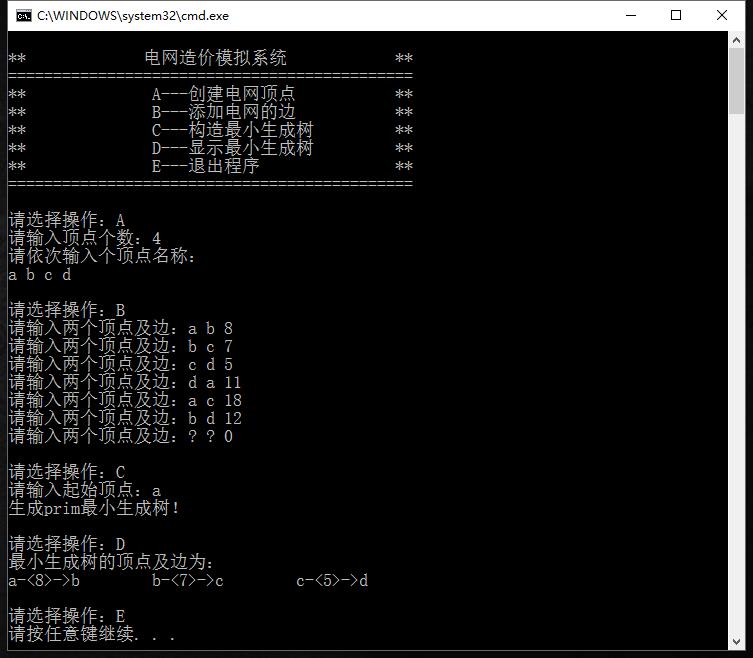 C:\WINDOWS\system32\cmd.exe
** 电网造价模拟系统 **
=============================================
** A---创建电网顶点 **
** B---添加电网的边 **
** C---构造最小生成树 **
** D---显示最小生成树 **
** E---退出程序 **
=============================================
请选择操作：A
请输入顶点个数：4
请依次输入个顶点名称：
a b c d
请选择操作：B
请输入两个顶点及边：a b 8
请输入两个顶点及边：b c 7
请输入两个顶点及边：c d 5
请输入两个顶点及边：d a 11
请输入两个顶点及边：a c 18
请输入两个顶点及边：b d 12
请输入两个顶点及边：? ? 0
请选择操作：C
请输入起始顶点：a
生成prim最小生成树！
请选择操作：D
最小生成树的顶点及边为：
a-<8>->b b-<7>->c c-<5>->d
请选择操作：E
请按任意键继续. . .